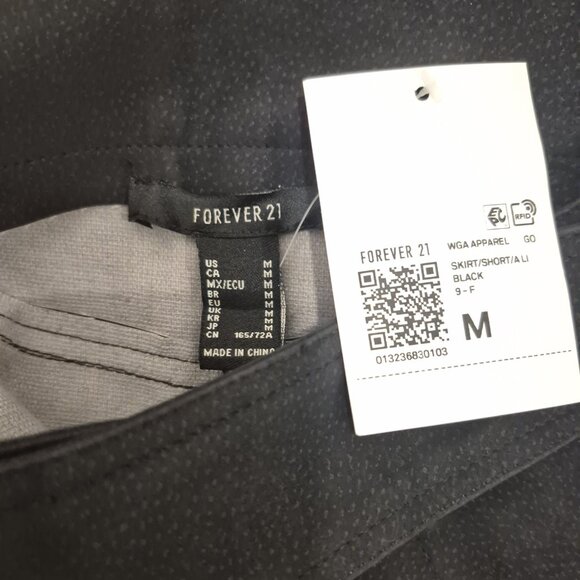 FOREVER 21
US M
CA M
MX/ECU M
BR M
EU M
UK M
KR M
JP M
CN 165/72A
MADE IN CHINA
RFID
FOREVER 21
WGA APPAREL GO
SKIRT/SHORT/A LI
BLACK
9 - F
M
013236830103